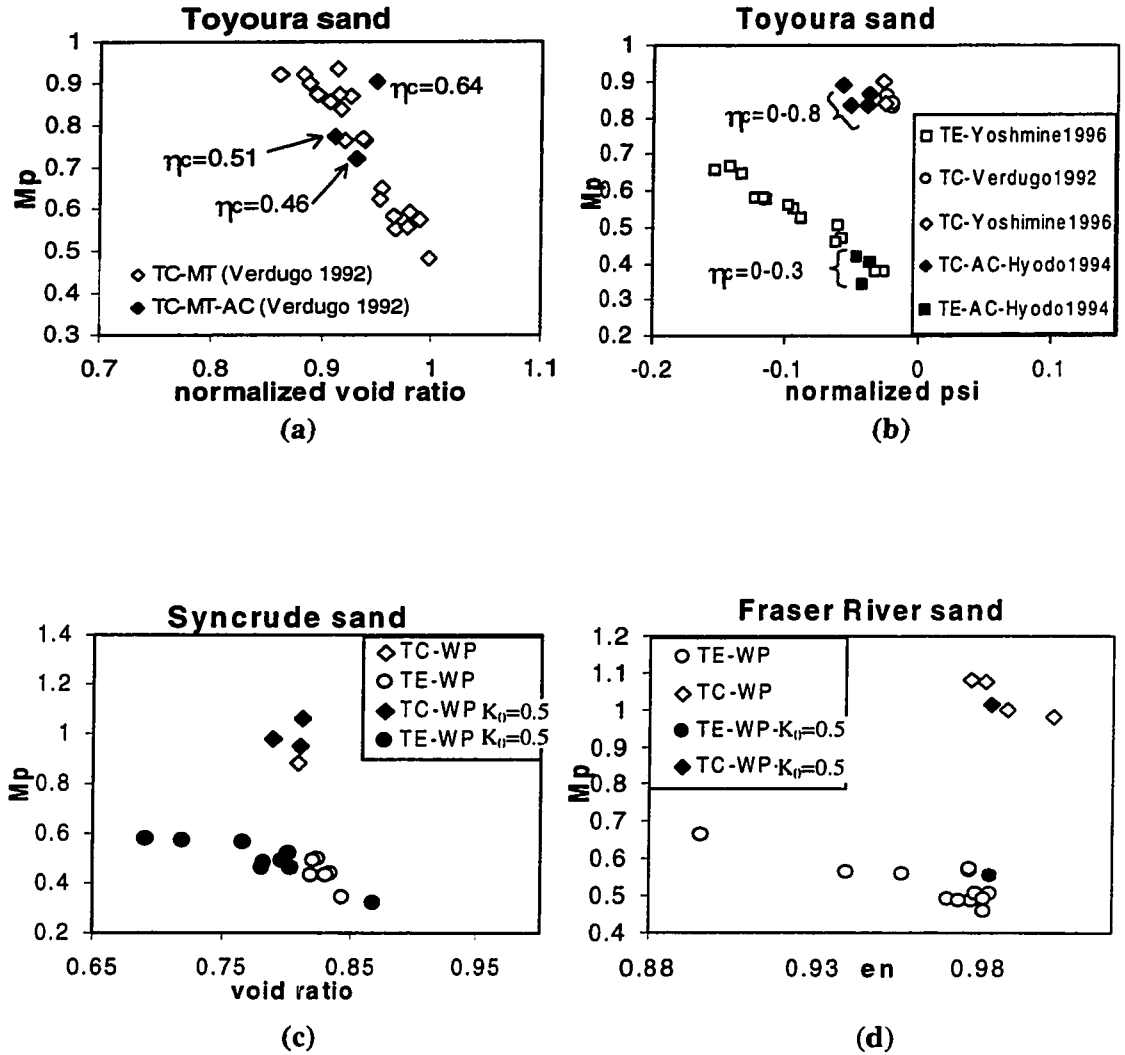 Toyoura sand
1
0.9
0.8
0.7
0.6
0.5
0.4
0.3
Mp
ηc=0.64
ηc=0.51
ηc=0.46
TC-MT (Verdugo 1992)
TC-MT-AC (Verdugo 1992)
0.7 0.8 0.9 1 1.1
normalized void ratio
(a)
Toyoura sand
1
0.9
0.8
0.7
0.6
0.5
0.4
0.3
0.2
Mp
ηc=0-0.8
ηc=0-0.3
TE-Yoshmine1996
TC-Verdugo1992
TC-Yoshimine1996
TC-AC-Hyodo1994
TE-AC-Hyodo1994
-0.2 -0.1 0 0.1
normalized psi
(b)
Syncrude sand
1.4
1.2
1
0.8
0.6
0.4
0.2
Mp
TC-WP
TE-WP
TC-WP K₀=0.5
TE-WP K₀=0.5
0.65 0.75 0.85 0.95
void ratio
(c)
Fraser River sand
1.2
1.1
1
0.9
0.8
0.7
0.6
0.5
0.4
Mp
TE-WP
TC-WP
TE-WP-K₀=0.5
TC-WP-K₀=0.5
0.88 0.93 en 0.98
(d)